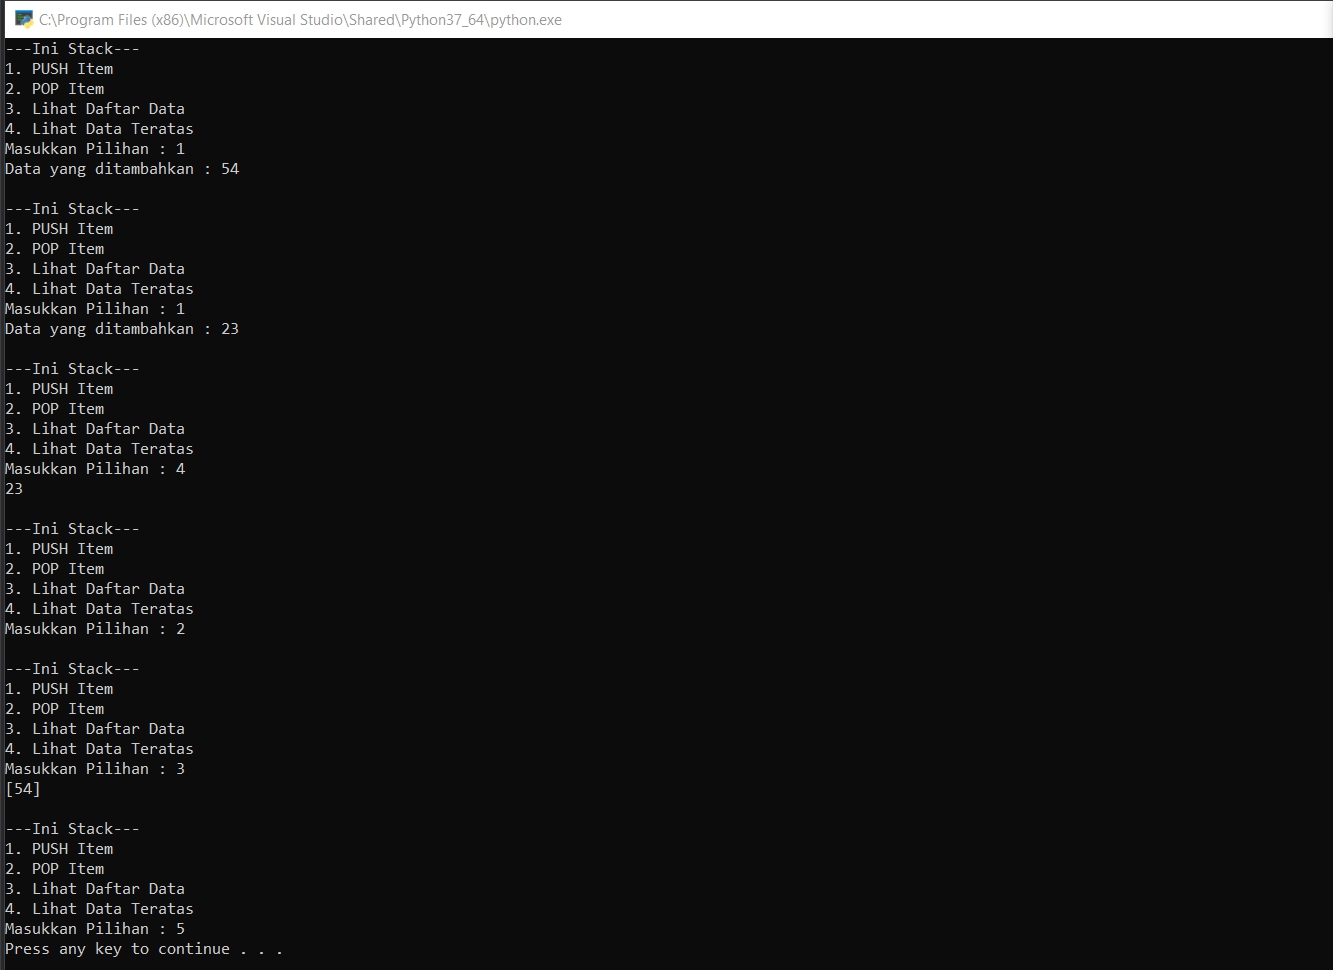 C:\Program Files (x86)\Microsoft Visual Studio\Shared\Python37_64\python.exe
---Ini Stack---
1. PUSH Item
2. POP Item
3. Lihat Daftar Data
4. Lihat Data Teratas
Masukkan Pilihan : 1
Data yang ditambahkan : 54

---Ini Stack---
1. PUSH Item
2. POP Item
3. Lihat Daftar Data
4. Lihat Data Teratas
Masukkan Pilihan : 1
Data yang ditambahkan : 23

---Ini Stack---
1. PUSH Item
2. POP Item
3. Lihat Daftar Data
4. Lihat Data Teratas
Masukkan Pilihan : 4
23

---Ini Stack---
1. PUSH Item
2. POP Item
3. Lihat Daftar Data
4. Lihat Data Teratas
Masukkan Pilihan : 2

---Ini Stack---
1. PUSH Item
2. POP Item
3. Lihat Daftar Data
4. Lihat Data Teratas
Masukkan Pilihan : 3
[54]

---Ini Stack---
1. PUSH Item
2. POP Item
3. Lihat Daftar Data
4. Lihat Data Teratas
Masukkan Pilihan : 5
Press any key to continue . . .